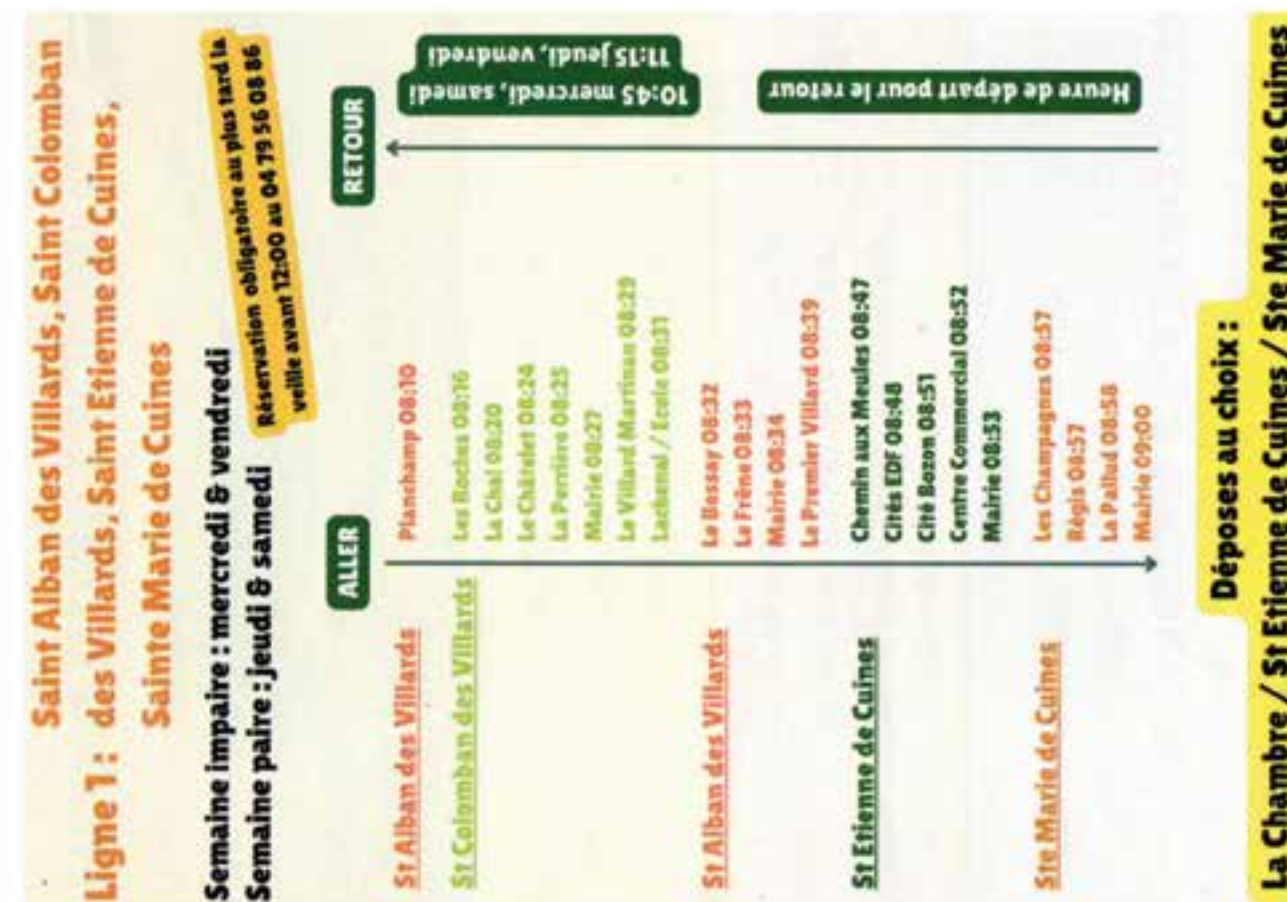 Saint Alban des Villards, Saint Colomban
Ligne 1 : des Villards, Saint Etienne de Cuines,
Sainte Marie de Cuines
Semaine impaire : mercredi & vendredi
Semaine paire : jeudi & samedi
Réservation obligatoire au plus tard la
veille avant 12:00 au 04 79 56 08 86
ALLER
RETOUR
St Alban des Villards
Planchamp 08:10
St Colomban des Villards
Les Roches 08:16
La Chal 08:20
Le Châtelet 08:24
La Perrière 08:25
Mairie 08:27
Le Villard Martinan 08:29
Lachenal / Ecole 08:31
St Alban des Villards
Le Bessay 08:32
Le Frêne 08:33
Mairie 08:34
Le Premier Villard 08:39
St Etienne de Cuines
Chemin aux Meules 08:47
Cités EDF 08:48
Cité Bozon 08:51
Centre Commercial 08:52
Mairie 08:53
Ste Marie de Cuines
Les Champagnes 08:57
Régis 08:57
La Pallud 08:58
Mairie 09:00
10:45 mercredi, samedi
11:15 jeudi, vendredi
Heure de départ pour le retour
Déposes au choix :
La Chambre / St Etienne de Cuines / Ste Marie de Cuines